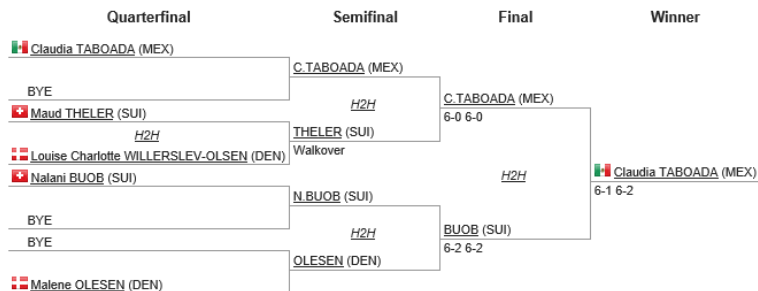 Quarterfinal Semifinal Final Winner
Claudia TABOADA (MEX)
C.TABOADA (MEX)
BYE
H2H
C.TABOADA (MEX)
Maud THELER (SUI)
6-0 6-0
H2H
THELER (SUI)
Louise Charlotte WILLERSLEV-OLSEN (DEN)
Walkover
Nalani BUOB (SUI)
H2H
Claudia TABOADA (MEX)
6-1 6-2
N.BUOB (SUI)
BYE
BYE
H2H
BUOB (SUI)
6-2 6-2
OLESEN (DEN)
Malene OLESEN (DEN)